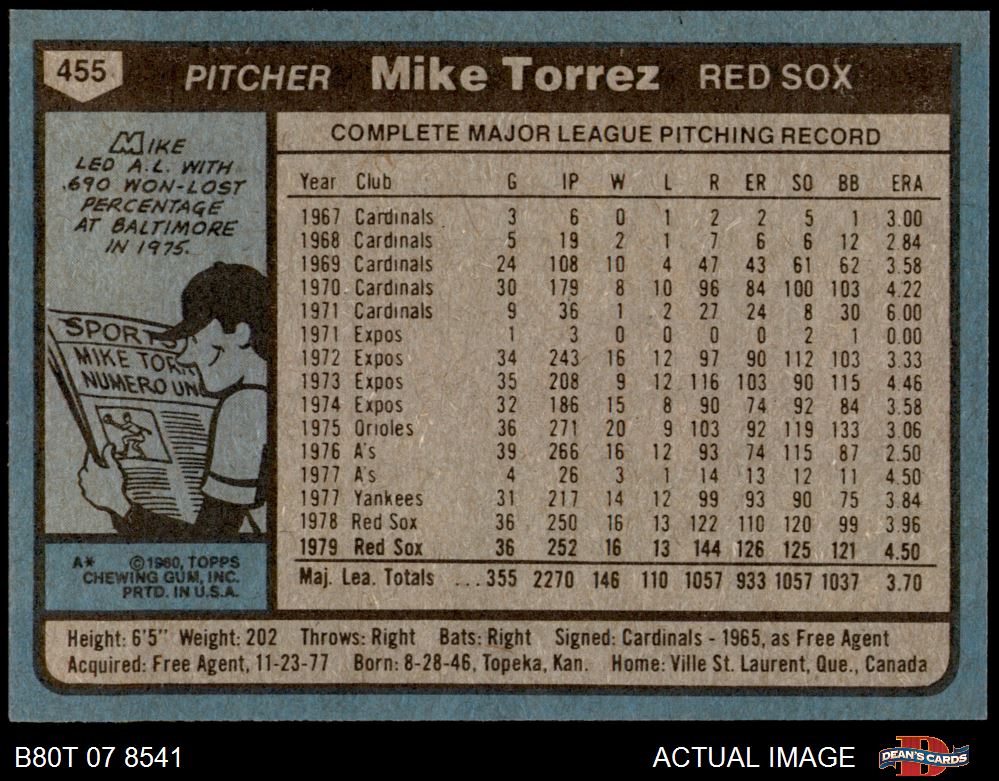 455 PITCHER Mike Torrez RED SOX
MIKE
LED A.L. WITH
.690 WON-LOST
PERCENTAGE
AT BALTIMORE
IN 1975.
SPORTS
MIKE TORR
NUMERO UN
A* ©1980, TOPPS
CHEWING GUM, INC.
PRTD. IN U.S.A.
COMPLETE MAJOR LEAGUE PITCHING RECORD
Year Club G IP W L R ER SO BB ERA
1967 Cardinals 3 6 0 1 2 2 5 1 3.00
1968 Cardinals 5 19 2 1 7 6 6 12 2.84
1969 Cardinals 24 108 10 4 47 43 61 62 3.58
1970 Cardinals 30 179 8 10 96 84 100 103 4.22
1971 Cardinals 9 36 1 2 27 24 8 30 6.00
1971 Expos 1 3 0 0 0 0 2 1 0.00
1972 Expos 34 243 16 12 97 90 112 103 3.33
1973 Expos 35 208 9 12 116 103 90 115 4.46
1974 Expos 32 186 15 8 90 74 92 84 3.58
1975 Orioles 36 271 20 9 103 92 119 133 3.06
1976 A's 39 266 16 12 93 74 115 87 2.50
1977 A's 4 26 3 1 14 13 12 11 4.50
1977 Yankees 31 217 14 12 99 93 90 75 3.84
1978 Red Sox 36 250 16 13 122 110 120 99 3.96
1979 Red Sox 36 252 16 13 144 126 125 121 4.50
Maj. Lea. Totals ... 355 2270 146 110 1057 933 1057 1037 3.70
Height: 6'5" Weight: 202 Throws: Right Bats: Right Signed: Cardinals - 1965, as Free Agent
Acquired: Free Agent, 11-23-77 Born: 8-28-46, Topeka, Kan. Home: Ville St. Laurent, Que., Canada
B80T 07 8541 ACTUAL IMAGE DEAN'S CARDS